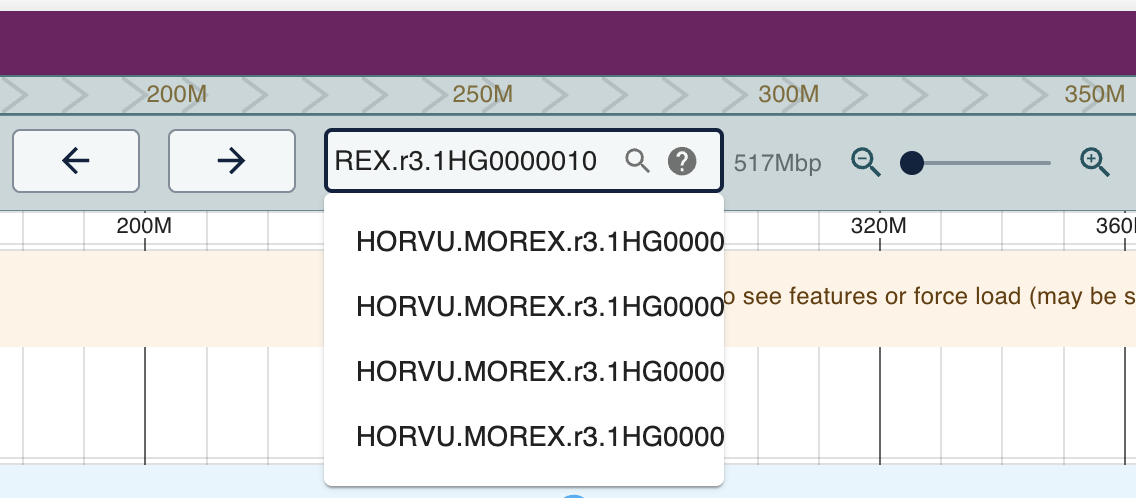 200M 250M 300M 350M
REX.r3.1HG0000010 ? 517Mbp
200M 320M 360
HORVU.MOREX.r3.1HG0000
HORVU.MOREX.r3.1HG0000
o see features or force load (may be s
HORVU.MOREX.r3.1HG0000
HORVU.MOREX.r3.1HG0000